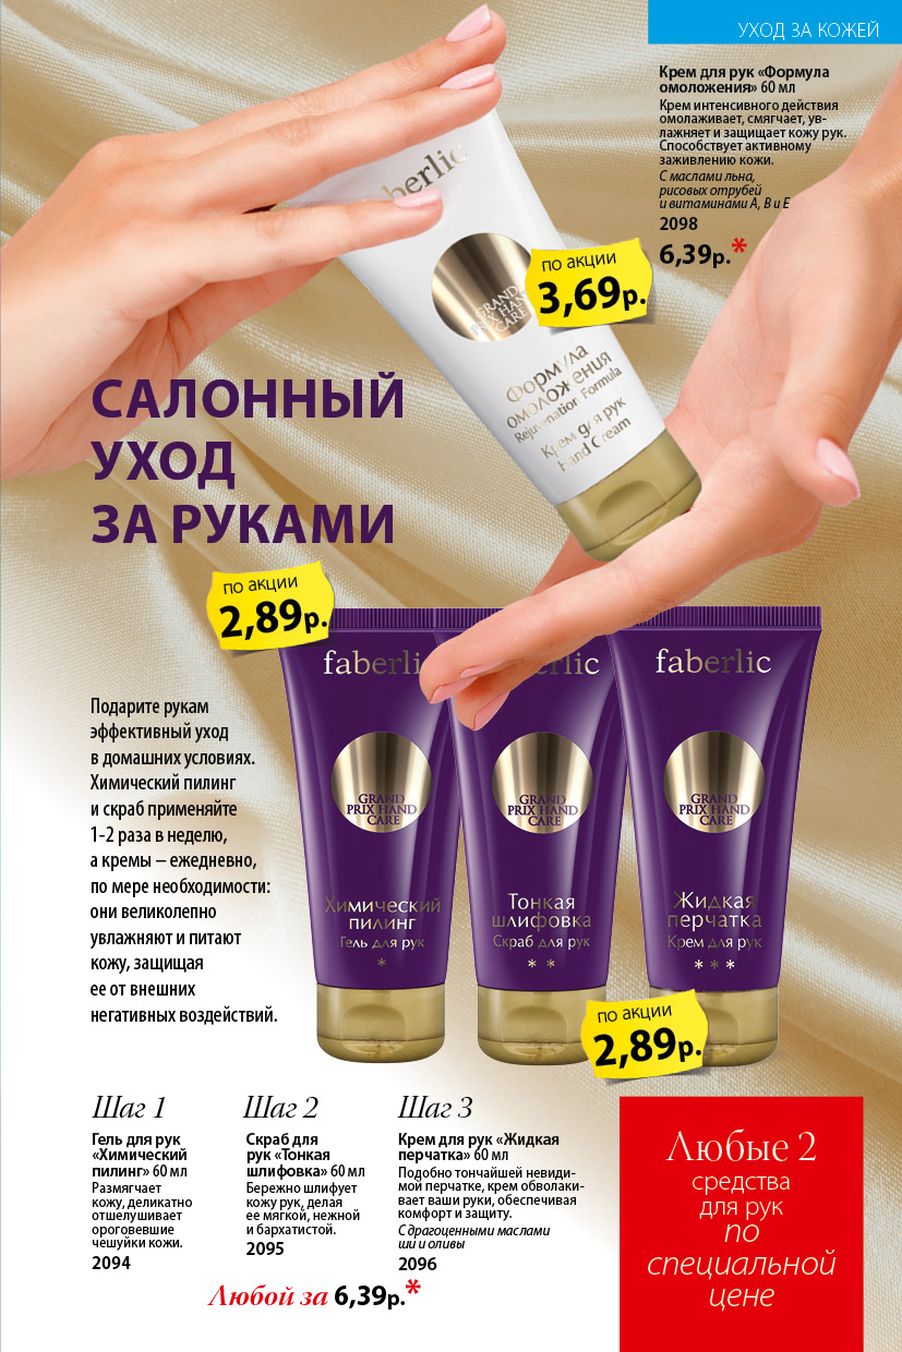 УХОД ЗА КОЖЕЙ
Крем для рук «Формула
омоложения» 60 мл
Крем интенсивного действия
омолаживает, смягчает, ув-
лажняет и защищает кожу рук.
Способствует активному
заживлению кожи.
С маслами льна,
рисовых отрубей
и витаминами А, В и Е
2098
6,39р.*
по акции
3,69р.
berlic
GRAND
PRIX HAND
CARE
Формула
омоложения
Rejuvenation Formula
Крем для рук
Hand Cream
САЛОННЫЙ
УХОД
ЗА РУКАМИ
по акции
2,89р.
Подарите рукам
эффективный уход
в домашних условиях.
Химический пилинг
и скраб применяйте
1-2 раза в неделю,
а кремы – ежедневно,
по мере необходимости:
они великолепно
увлажняют и питают
кожу, защищая
ее от внешних
негативных воздействий.
faberli
GRAND
PRIX HAND
CARE
Химический
пилинг
Гель для рук
*
berlic
GRAND
PRIX HAND
CARE
Тонкая
шлифовка
Скраб для рук
* *
faberlic
GRAND
PRIX HAND
CARE
Жидкая
перчатка
Крем для рук
* * *
по акции
2,89р.
Шаг 1
Гель для рук
«Химический
пилинг» 60 мл
Размягчает
кожу, деликатно
отшелушивает
ороговевшие
чешуйки кожи.
2094
Шаг 2
Скраб для
рук «Тонкая
шлифовка» 60 мл
Бережно шлифует
кожу рук, делая
ее мягкой, нежной
и бархатистой.
2095
Шаг 3
Крем для рук «Жидкая
перчатка» 60 мл
Подобно тончайшей невиди-
мой перчатке, крем обволаки-
вает ваши руки, обеспечивая
комфорт и защиту.
С драгоценными маслами
ши и оливы
2096
Любой за 6,39р.*
Любые 2
средства
для рук
по
специальной
цене